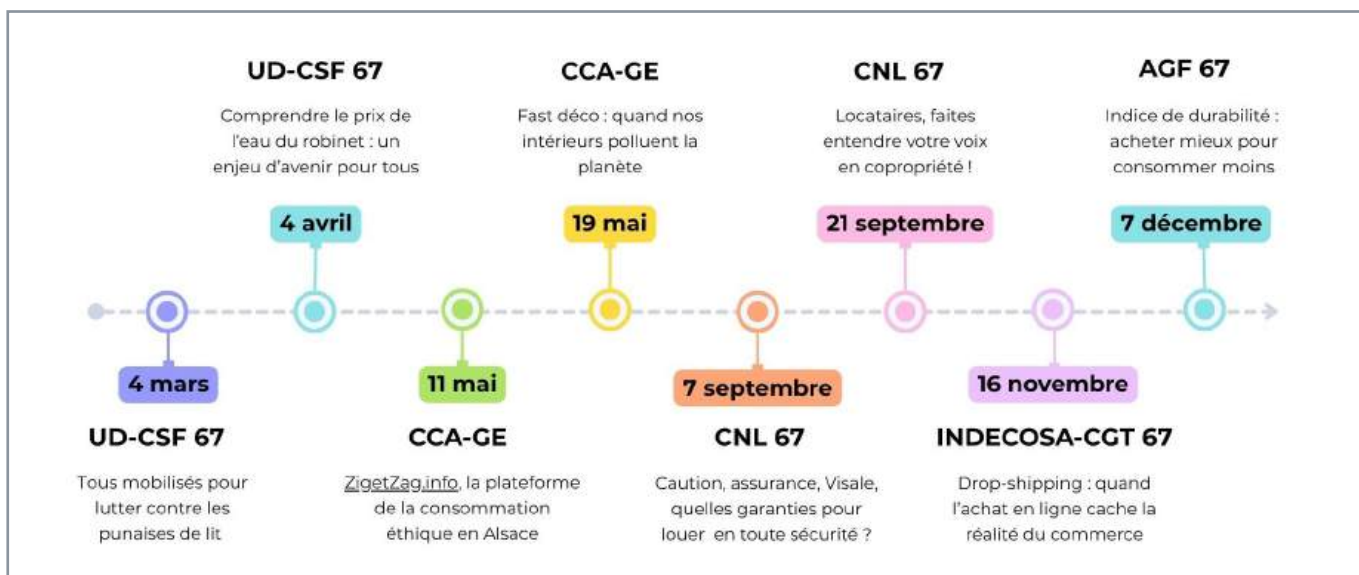 UD-CSF 67
Comprendre le prix de
l'eau du robinet : un
enjeu d'avenir pour tous
4 avril
CCA-GE
Fast déco : quand nos
intérieurs polluent la
planète
19 mai
CNL 67
Locataires, faites
entendre votre voix
en copropriété !
21 septembre
AGF 67
Indice de durabilité :
acheter mieux pour
consommer moins
7 décembre
4 mars
UD-CSF 67
Tous mobilisés pour
lutter contre les
punaises de lit
11 mai
CCA-GE
ZigetZag.info, la plateforme
de la consommation
éthique en Alsace
7 septembre
CNL 67
Caution, assurance, Visale,
quelles garanties pour
louer en toute sécurité ?
16 novembre
INDECOSA-CGT 67
Drop-shipping : quand
l'achat en ligne cache la
réalité du commerce